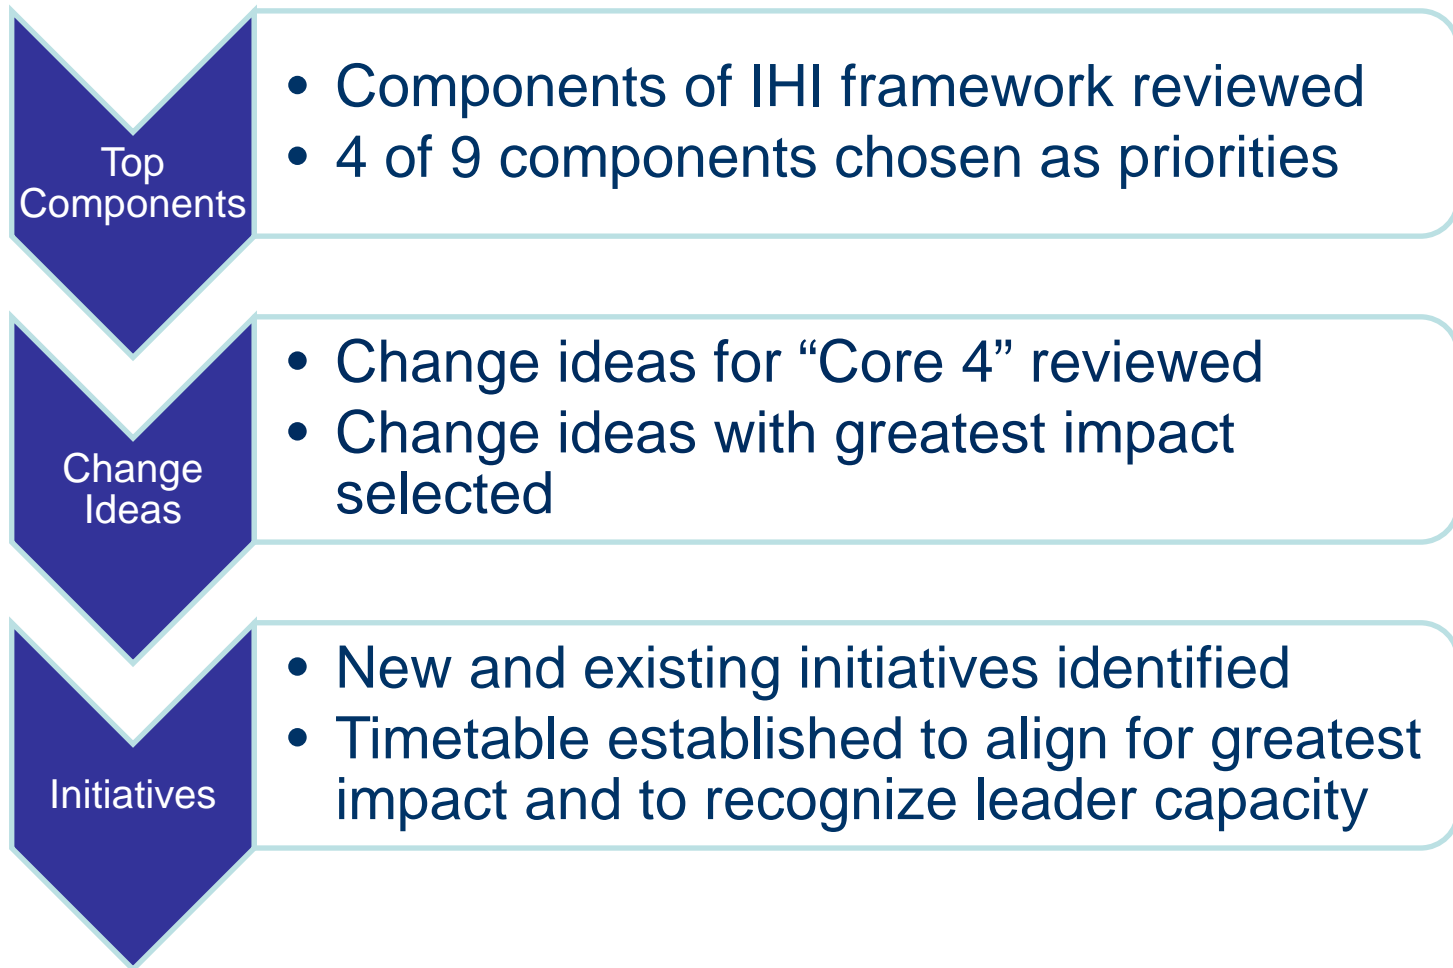 Top
Components
• Components of IHI framework reviewed
• 4 of 9 components chosen as priorities
Change
Ideas
• Change ideas for “Core 4” reviewed
• Change ideas with greatest impact
selected
Initiatives
• New and existing initiatives identified
• Timetable established to align for greatest
impact and to recognize leader capacity